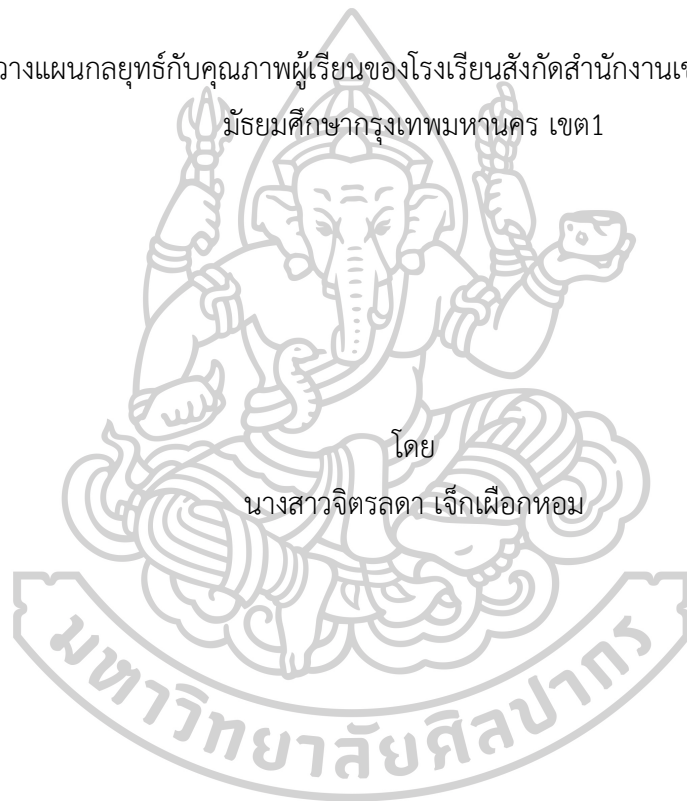 วางแผนกลยุทธ์กับคุณภาพผู้เรียนของโรงเรียนสังกัดสำนักงานเข
มัธยมศึกษากรุงเทพมหานคร เขต1
โดย
นางสาวจิตรลดา เจ็กเผือกหอม
มหาวิทยาลัยศิลปากร